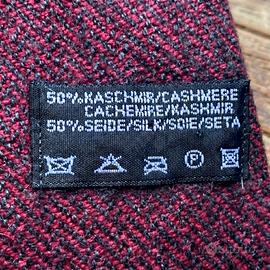 50% KASCHMIR/CASHMERE
CACHEMIRE/KASHMIR
50% SEIDE/SILK/SOIE/SETA
P